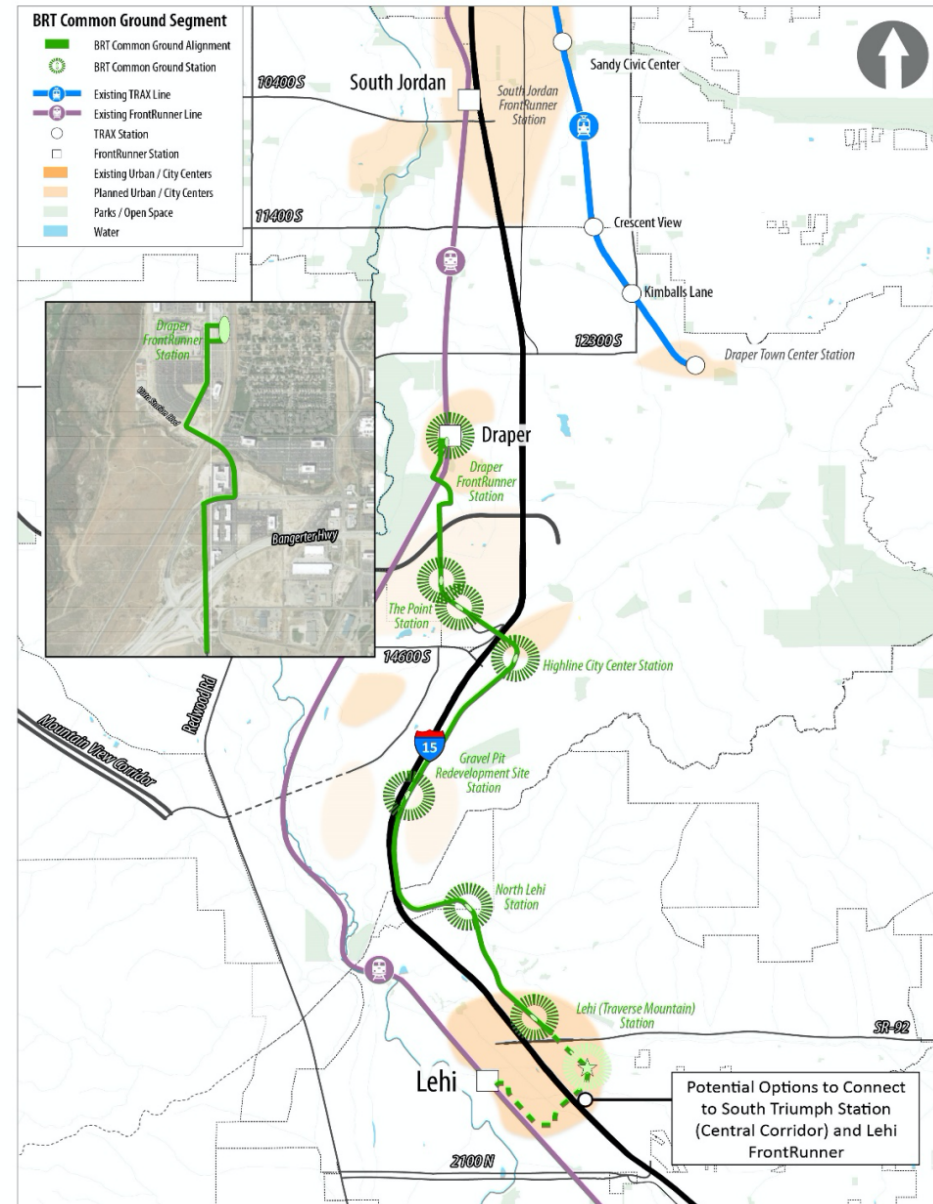 BRT Common Ground Segment
BRT Common Ground Alignment
BRT Common Ground Station
Existing TRAX Line
Existing FrontRunner Line
TRAX Station
FrontRunner Station
Existing Urban / City Centers
Planned Urban / City Centers
Parks / Open Space
Water
10400 S
South Jordan
South Jordan
FrontRunner
Station
Sandy Civic Center
11400 S
Crescent View
Kimballs Lane
12300 S
Draper Town Center Station
Draper
FrontRunner
Station
Vista Station Blvd
Bangerter Hwy
Draper
Draper
FrontRunner
Station
The Point
Station
14600 S
Highline City Center Station
Redwood Rd
Mountain View Corridor
15
Gravel Pit
Redevelopment Site
Station
North Lehi
Station
Lehi (Traverse Mountain)
Station
SR-92
Lehi
Potential Options to Connect
to South Triumph Station
(Central Corridor) and Lehi
FrontRunner
2100 N